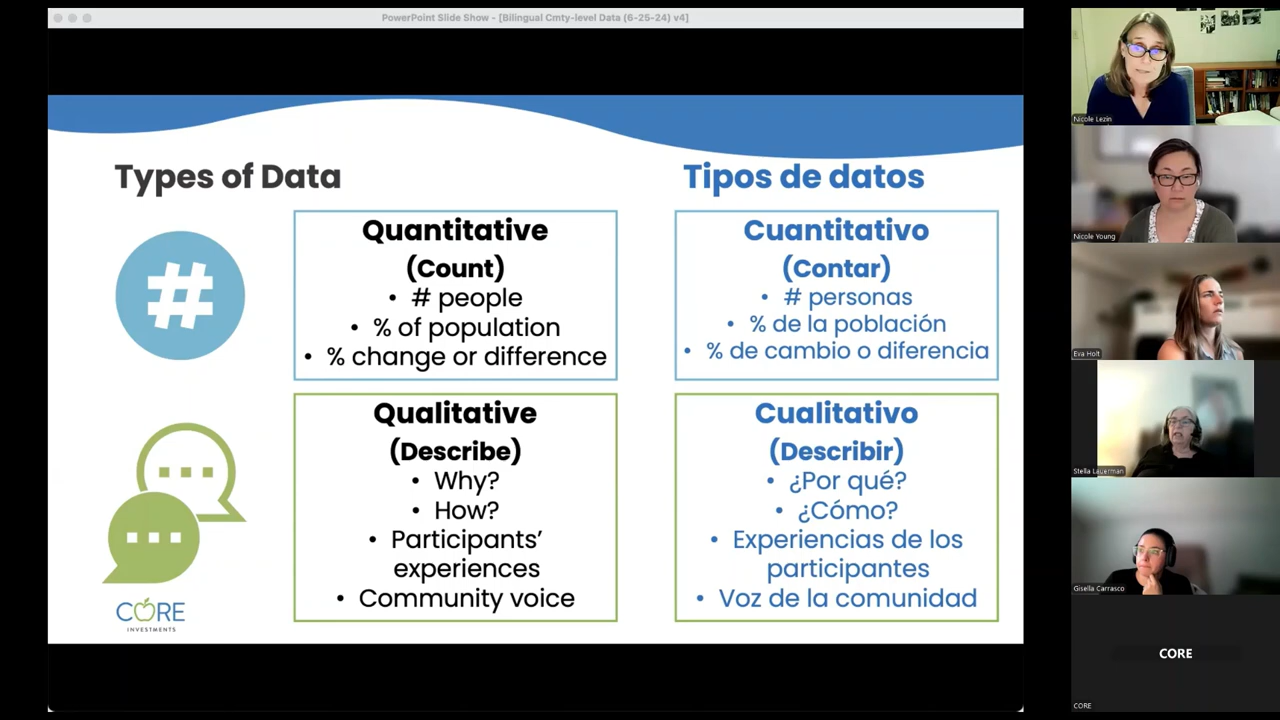 PowerPoint Slide Show - [Bilingual Cmty-level Data (6-25-24) v4]
Types of Data
Tipos de datos
#
Quantitative
(Count)
• # people
• % of population
• % change or difference
Cuantitativo
(Contar)
• # personas
• % de la población
• % de cambio o diferencia
Qualitative
(Describe)
• Why?
• How?
• Participants’
experiences
• Community voice
Cualitativo
(Describir)
• ¿Por qué?
• ¿Cómo?
• Experiencias de los
participantes
• Voz de la comunidad
CORE
INVESTMENTS
Nicole Lezin
Nicole Young
Eva Holt
Stella Lauerman
Gisella Carrasco
CORE
CORE